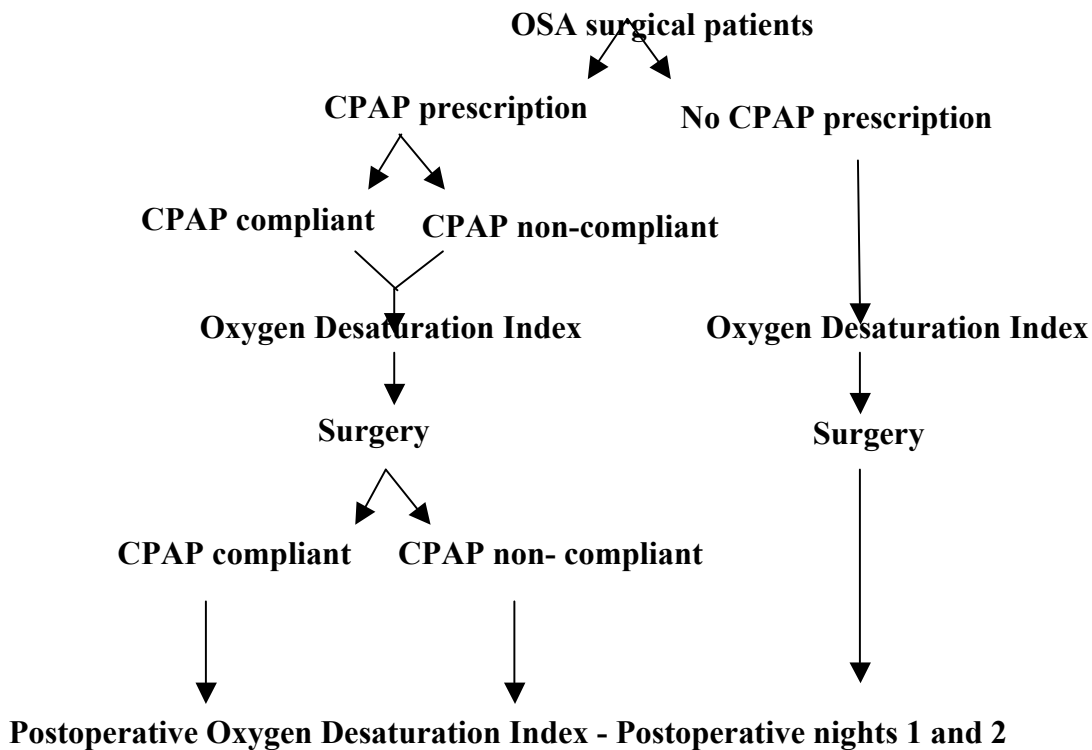 OSA surgical patients
CPAP prescription
No CPAP prescription
CPAP compliant
CPAP non-compliant
Oxygen Desaturation Index
Oxygen Desaturation Index
Surgery
Surgery
CPAP compliant
CPAP non- compliant
Postoperative Oxygen Desaturation Index - Postoperative nights 1 and 2